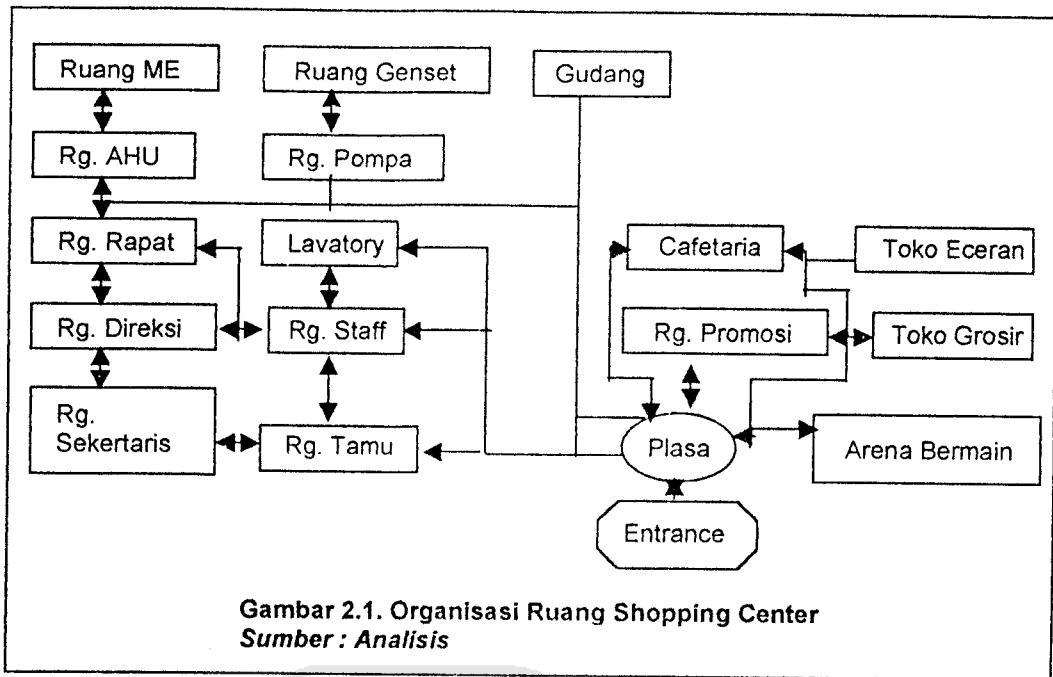 Ruang ME
Ruang Genset
Gudang
Rg. AHU
Rg. Pompa
Rg. Rapat
Lavatory
Cafetaria
Toko Eceran
Rg. Direksi
Rg. Staff
Rg. Promosi
Toko Grosir
Rg.
Sekertaris
Rg. Tamu
Plasa
Arena Bermain
Entrance
Gambar 2.1. Organisasi Ruang Shopping Center
Sumber : Analisis